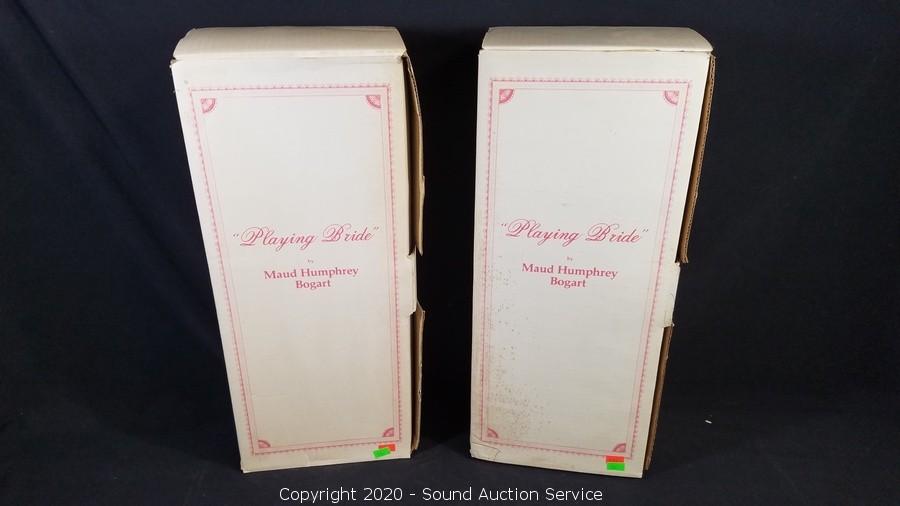 "Playing Bride"
by
Maud Humphrey
Bogart
"Playing Bride"
by
Maud Humphrey
Bogart
Copyright 2020 - Sound Auction Service